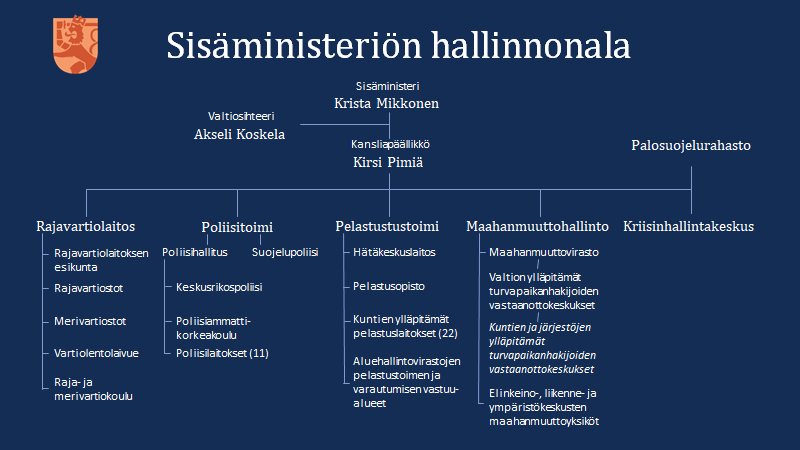 Sisäministeriön hallinnonala
Sisäministeri
Krista Mikkonen
Valtiosihteeri
Akseli Koskela
Kansliapäällikkö
Kirsi Pimiä
Palosuojelurahasto
Rajavartiolaitos
Rajavartiolaitoksen
esikunta
Rajavartiostot
Merivartiostot
Vartiolentolaivue
Raja- ja
merivartiokoulu
Poliisitoimi
Poliisihallitus
Suojelupoliisi
Keskusrikospoliisi
Poliisiammatti-
korkeakoulu
Poliisilaitokset (11)
Pelastustustoimi
Hätäkeskuslaitos
Pelastusopisto
Kuntien ylläpitämät
pelastuslaitokset (22)
Aluehallintovirastojen
pelastustoimen ja
varautumisen vastuu-
alueet
Maahanmuuttohallinto
Maahanmuuttovirasto
Valtion ylläpitämät
turvapaikanhakijoiden
vastaanottokeskukset
Kuntien ja järjestöjen
ylläpitämät
turvapaikanhakijoiden
vastaanottokeskukset
Elinkeino-, liikenne- ja
ympäristökeskusten
maahanmuuttoyksiköt
Kriisinhallintakeskus